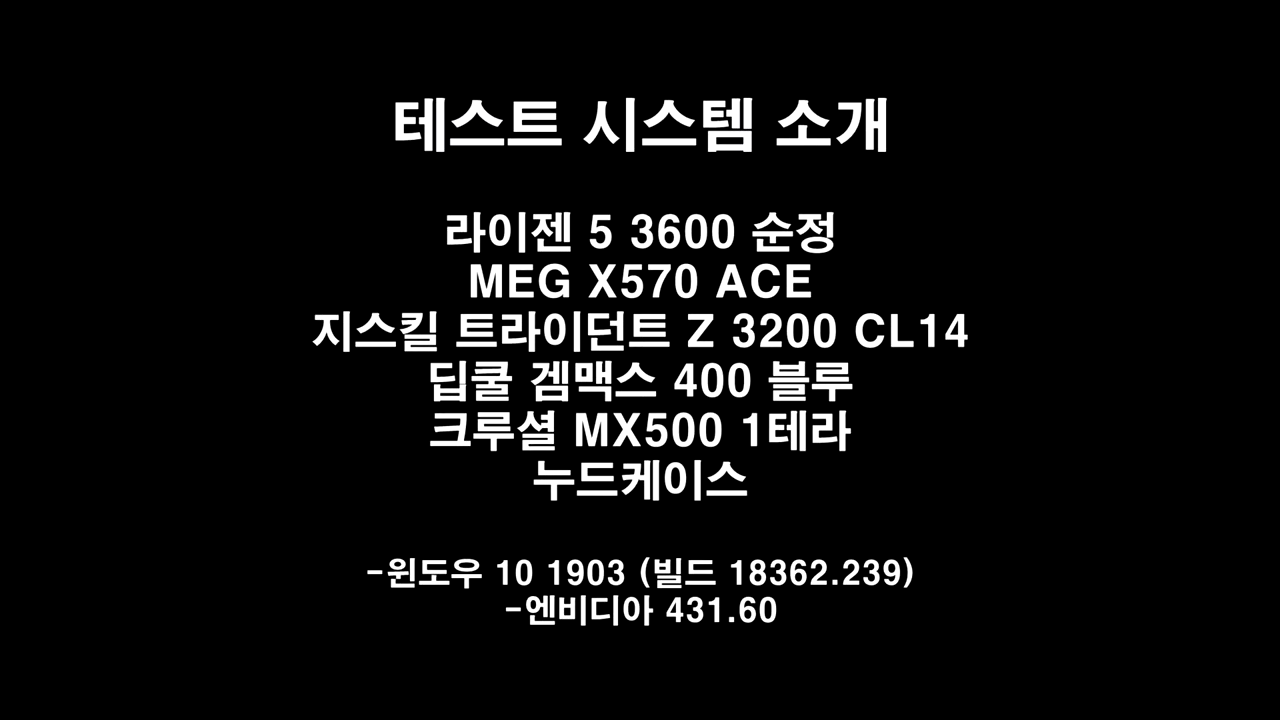 테스트 시스템 소개
라이젠 5 3600 순정
MEG X570 ACE
지스킬 트라이던트 Z 3200 CL14
딥쿨 겜맥스 400 블루
크루셜 MX500 1테라
누드케이스
-윈도우 10 1903 (빌드 18362.239)
-엔비디아 431.60